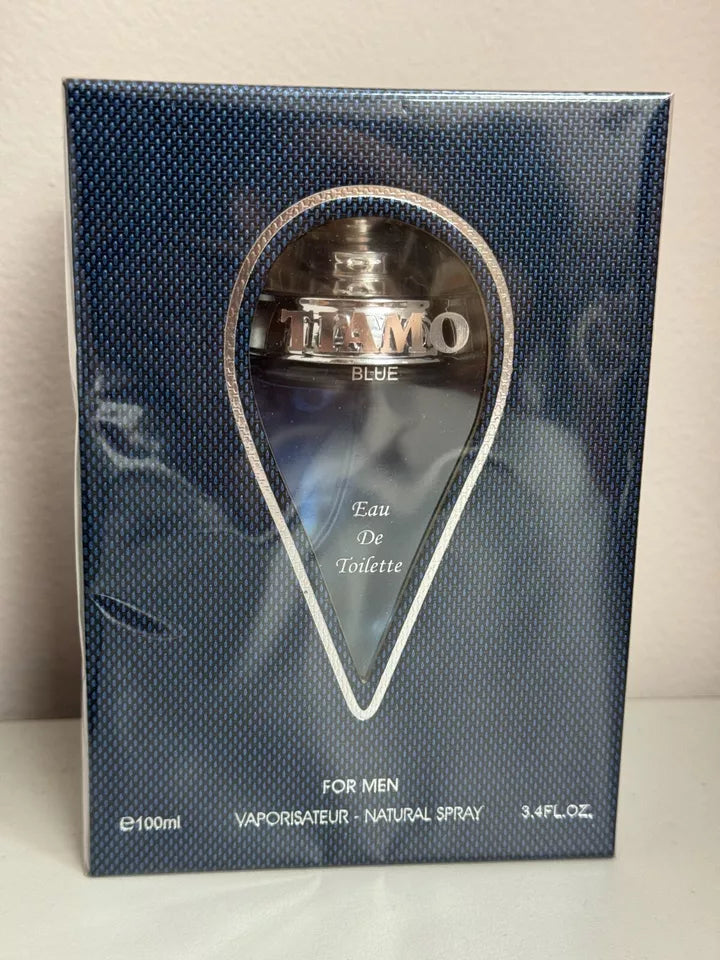 TIAMO
BLUE
Eau
De
Toilette
FOR MEN
℮100ml VAPORISATEUR - NATURAL SPRAY 3.4FL.OZ.